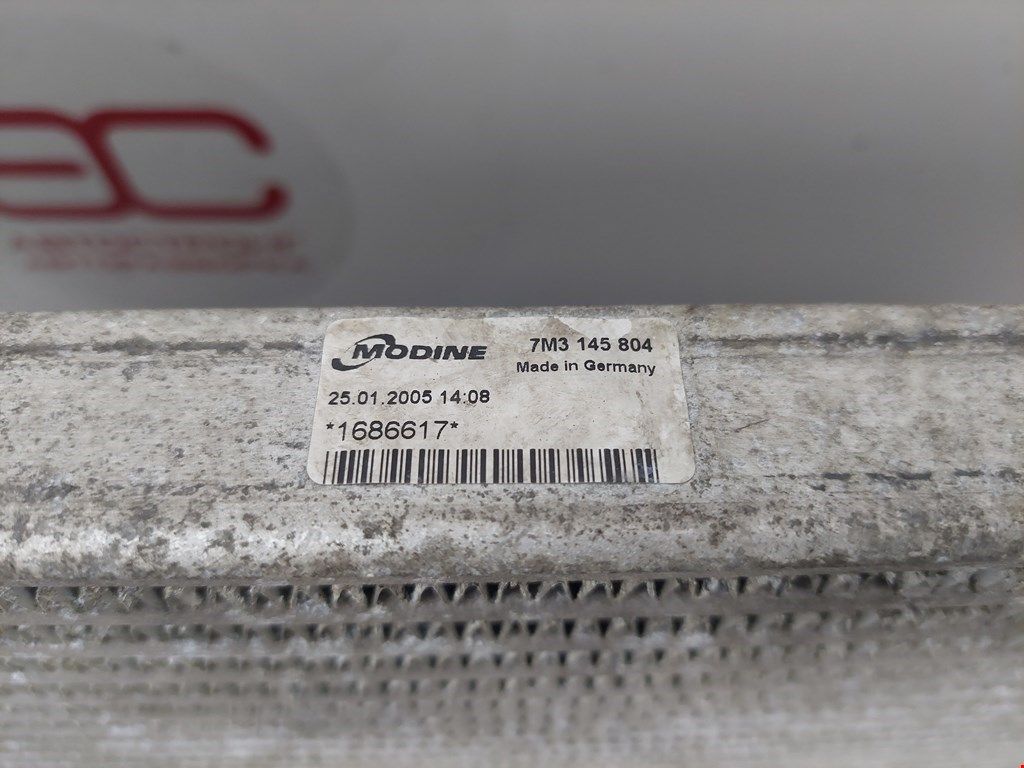 MODINE
7M3 145 804
Made in Germany
25.01.2005 14:08
*1686617*